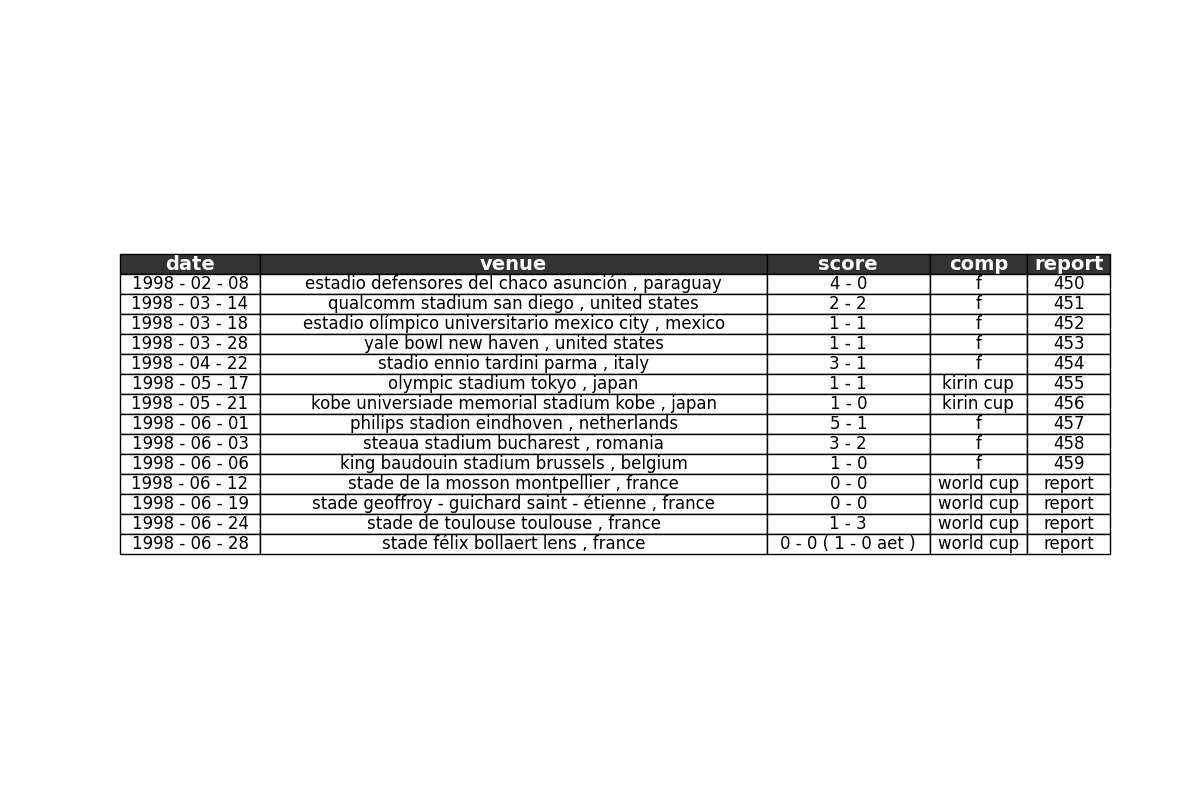 date venue score comp report
1998 - 02 - 08 estadio defensores del chaco asunción , paraguay 4 - 0 f 450
1998 - 03 - 14 qualcomm stadium san diego , united states 2 - 2 f 451
1998 - 03 - 18 estadio olímpico universitario mexico city , mexico 1 - 1 f 452
1998 - 03 - 28 yale bowl new haven , united states 1 - 1 f 453
1998 - 04 - 22 stadio ennio tardini parma , italy 3 - 1 f 454
1998 - 05 - 17 olympic stadium tokyo , japan 1 - 1 kirin cup 455
1998 - 05 - 21 kobe universiade memorial stadium kobe , japan 1 - 0 kirin cup 456
1998 - 06 - 01 philips stadion eindhoven , netherlands 5 - 1 f 457
1998 - 06 - 03 steaua stadium bucharest , romania 3 - 2 f 458
1998 - 06 - 06 king baudouin stadium brussels , belgium 1 - 0 f 459
1998 - 06 - 12 stade de la mosson montpellier , france 0 - 0 world cup report
1998 - 06 - 19 stade geoffroy - guichard saint - étienne , france 0 - 0 world cup report
1998 - 06 - 24 stade de toulouse toulouse , france 1 - 3 world cup report
1998 - 06 - 28 stade félix bollaert lens , france 0 - 0 ( 1 - 0 aet ) world cup report